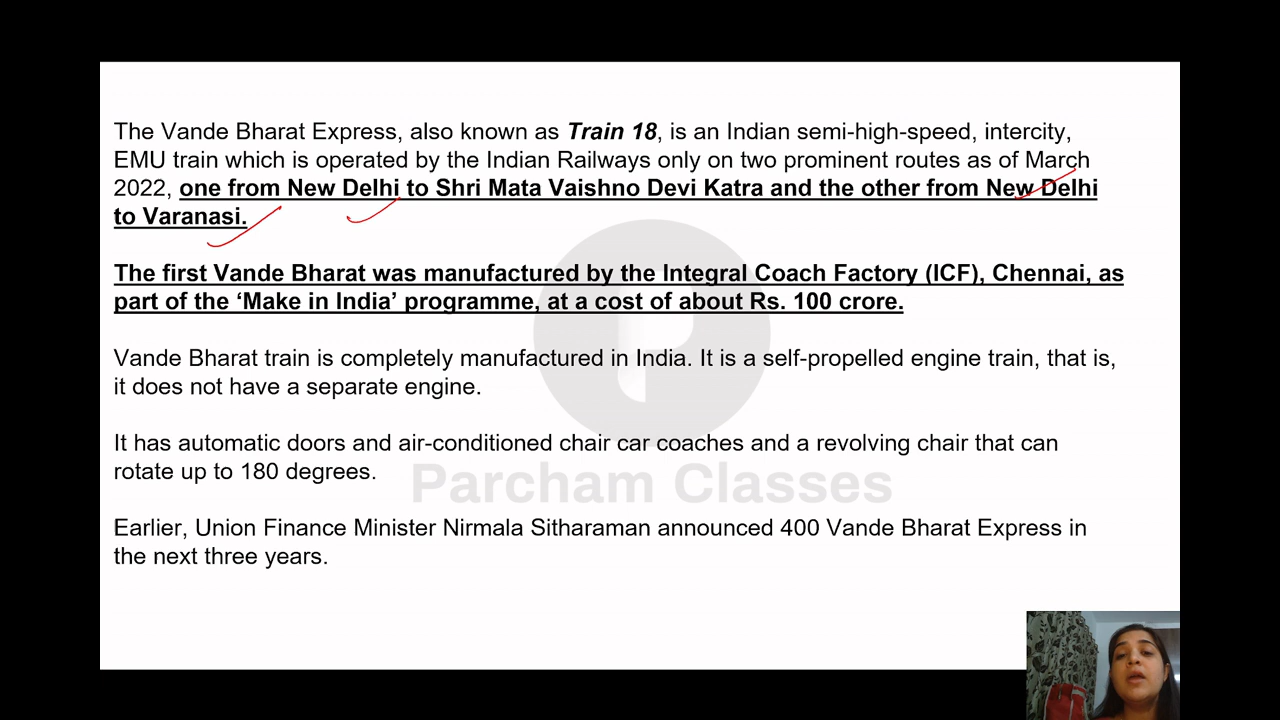 The Vande Bharat Express, also known as Train 18, is an Indian semi-high-speed, intercity,
EMU train which is operated by the Indian Railways only on two prominent routes as of March
2022, one from New Delhi to Shri Mata Vaishno Devi Katra and the other from New Delhi
to Varanasi.
The first Vande Bharat was manufactured by the Integral Coach Factory (ICF), Chennai, as
part of the ‘Make in India’ programme, at a cost of about Rs. 100 crore.
Vande Bharat train is completely manufactured in India. It is a self-propelled engine train, that is,
it does not have a separate engine.
It has automatic doors and air-conditioned chair car coaches and a revolving chair that can
rotate up to 180 degrees.
Parcham Classes
Earlier, Union Finance Minister Nirmala Sitharaman announced 400 Vande Bharat Express in
the next three years.